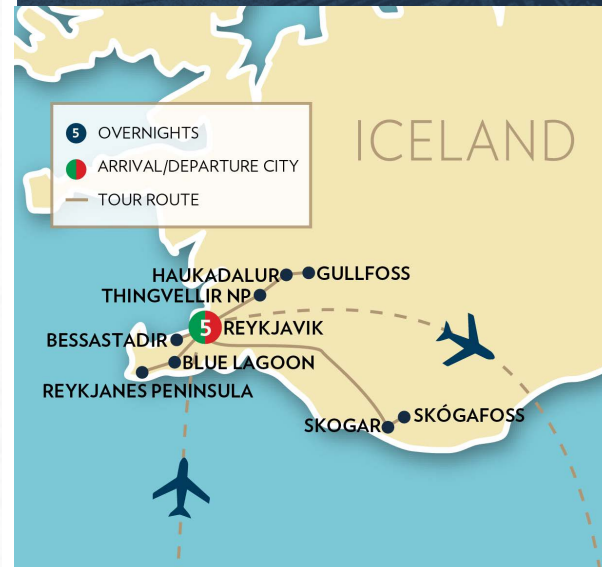 5 OVERNIGHTS
ARRIVAL/DEPARTURE CITY
TOUR ROUTE
ICELAND
HAUKADALUR
GULLFOSS
THINGVELLIR NP
5 REYKJAVIK
BESSASTADIR
BLUE LAGOON
REYKJANES PENINSULA
SKOGAR
SKÓGAFOSS